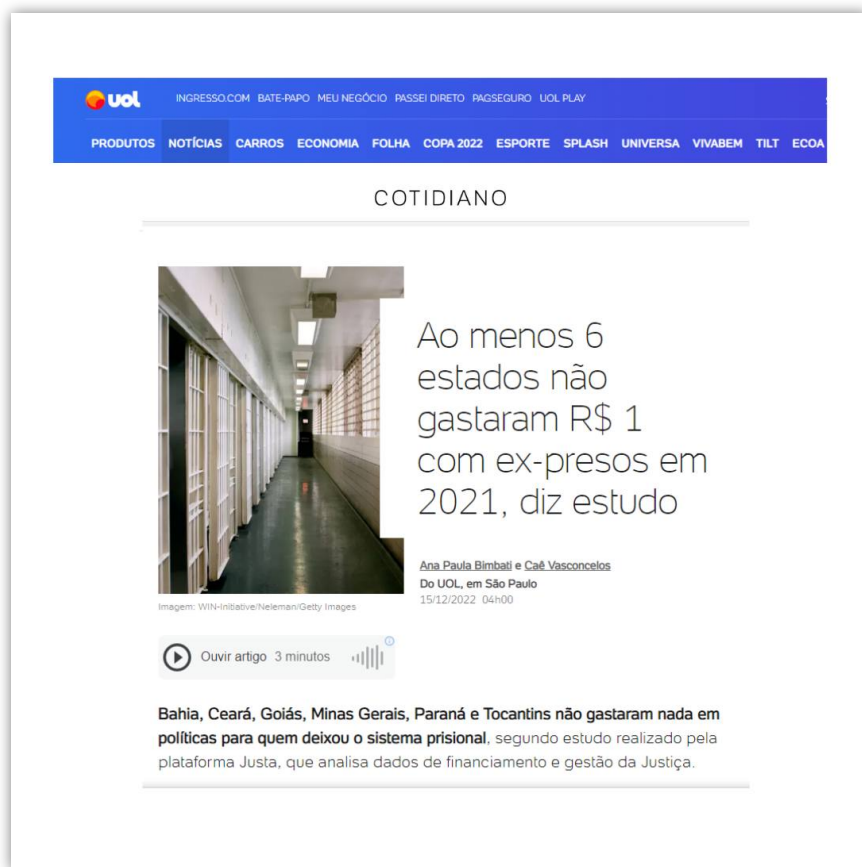 uol INGRESSO.COM BATE-PAPO MEU NEGÓCIO PASSEI DIRETO PAGSEGURO UOL PLAY
PRODUTOS NOTÍCIAS CARROS ECONOMIA FOLHA COPA 2022 ESPORTE SPLASH UNIVERSA VIVABEM TILT ECOA
COTIDIANO
Ao menos 6
estados não
gastaram R$ 1
com ex-presos em
2021, diz estudo
Ana Paula Bimbati e Caê Vasconcelos
Do UOL, em São Paulo
15/12/2022 04h00
Imagem: WIN-Initiative/Neleman/Getty Images
Ouvir artigo 3 minutos
Bahia, Ceará, Goiás, Minas Gerais, Paraná e Tocantins não gastaram nada em
políticas para quem deixou o sistema prisional, segundo estudo realizado pela
plataforma Justa, que analisa dados de financiamento e gestão da Justiça.